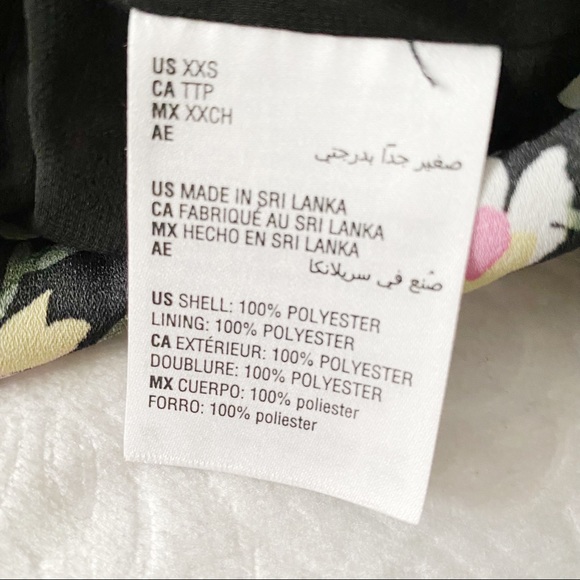 US XXS
CA TTP
MX XXCH
AE
صغير جدّا بدرجتي
US MADE IN SRI LANKA
CA FABRIQUÉ AU SRI LANKA
MX HECHO EN SRI LANKA
AE
صُنع في سريلانكا
US SHELL: 100% POLYESTER
LINING: 100% POLYESTER
CA EXTÉRIEUR: 100% POLYESTER
DOUBLURE: 100% POLYESTER
MX CUERPO: 100% poliester
FORRO: 100% poliester